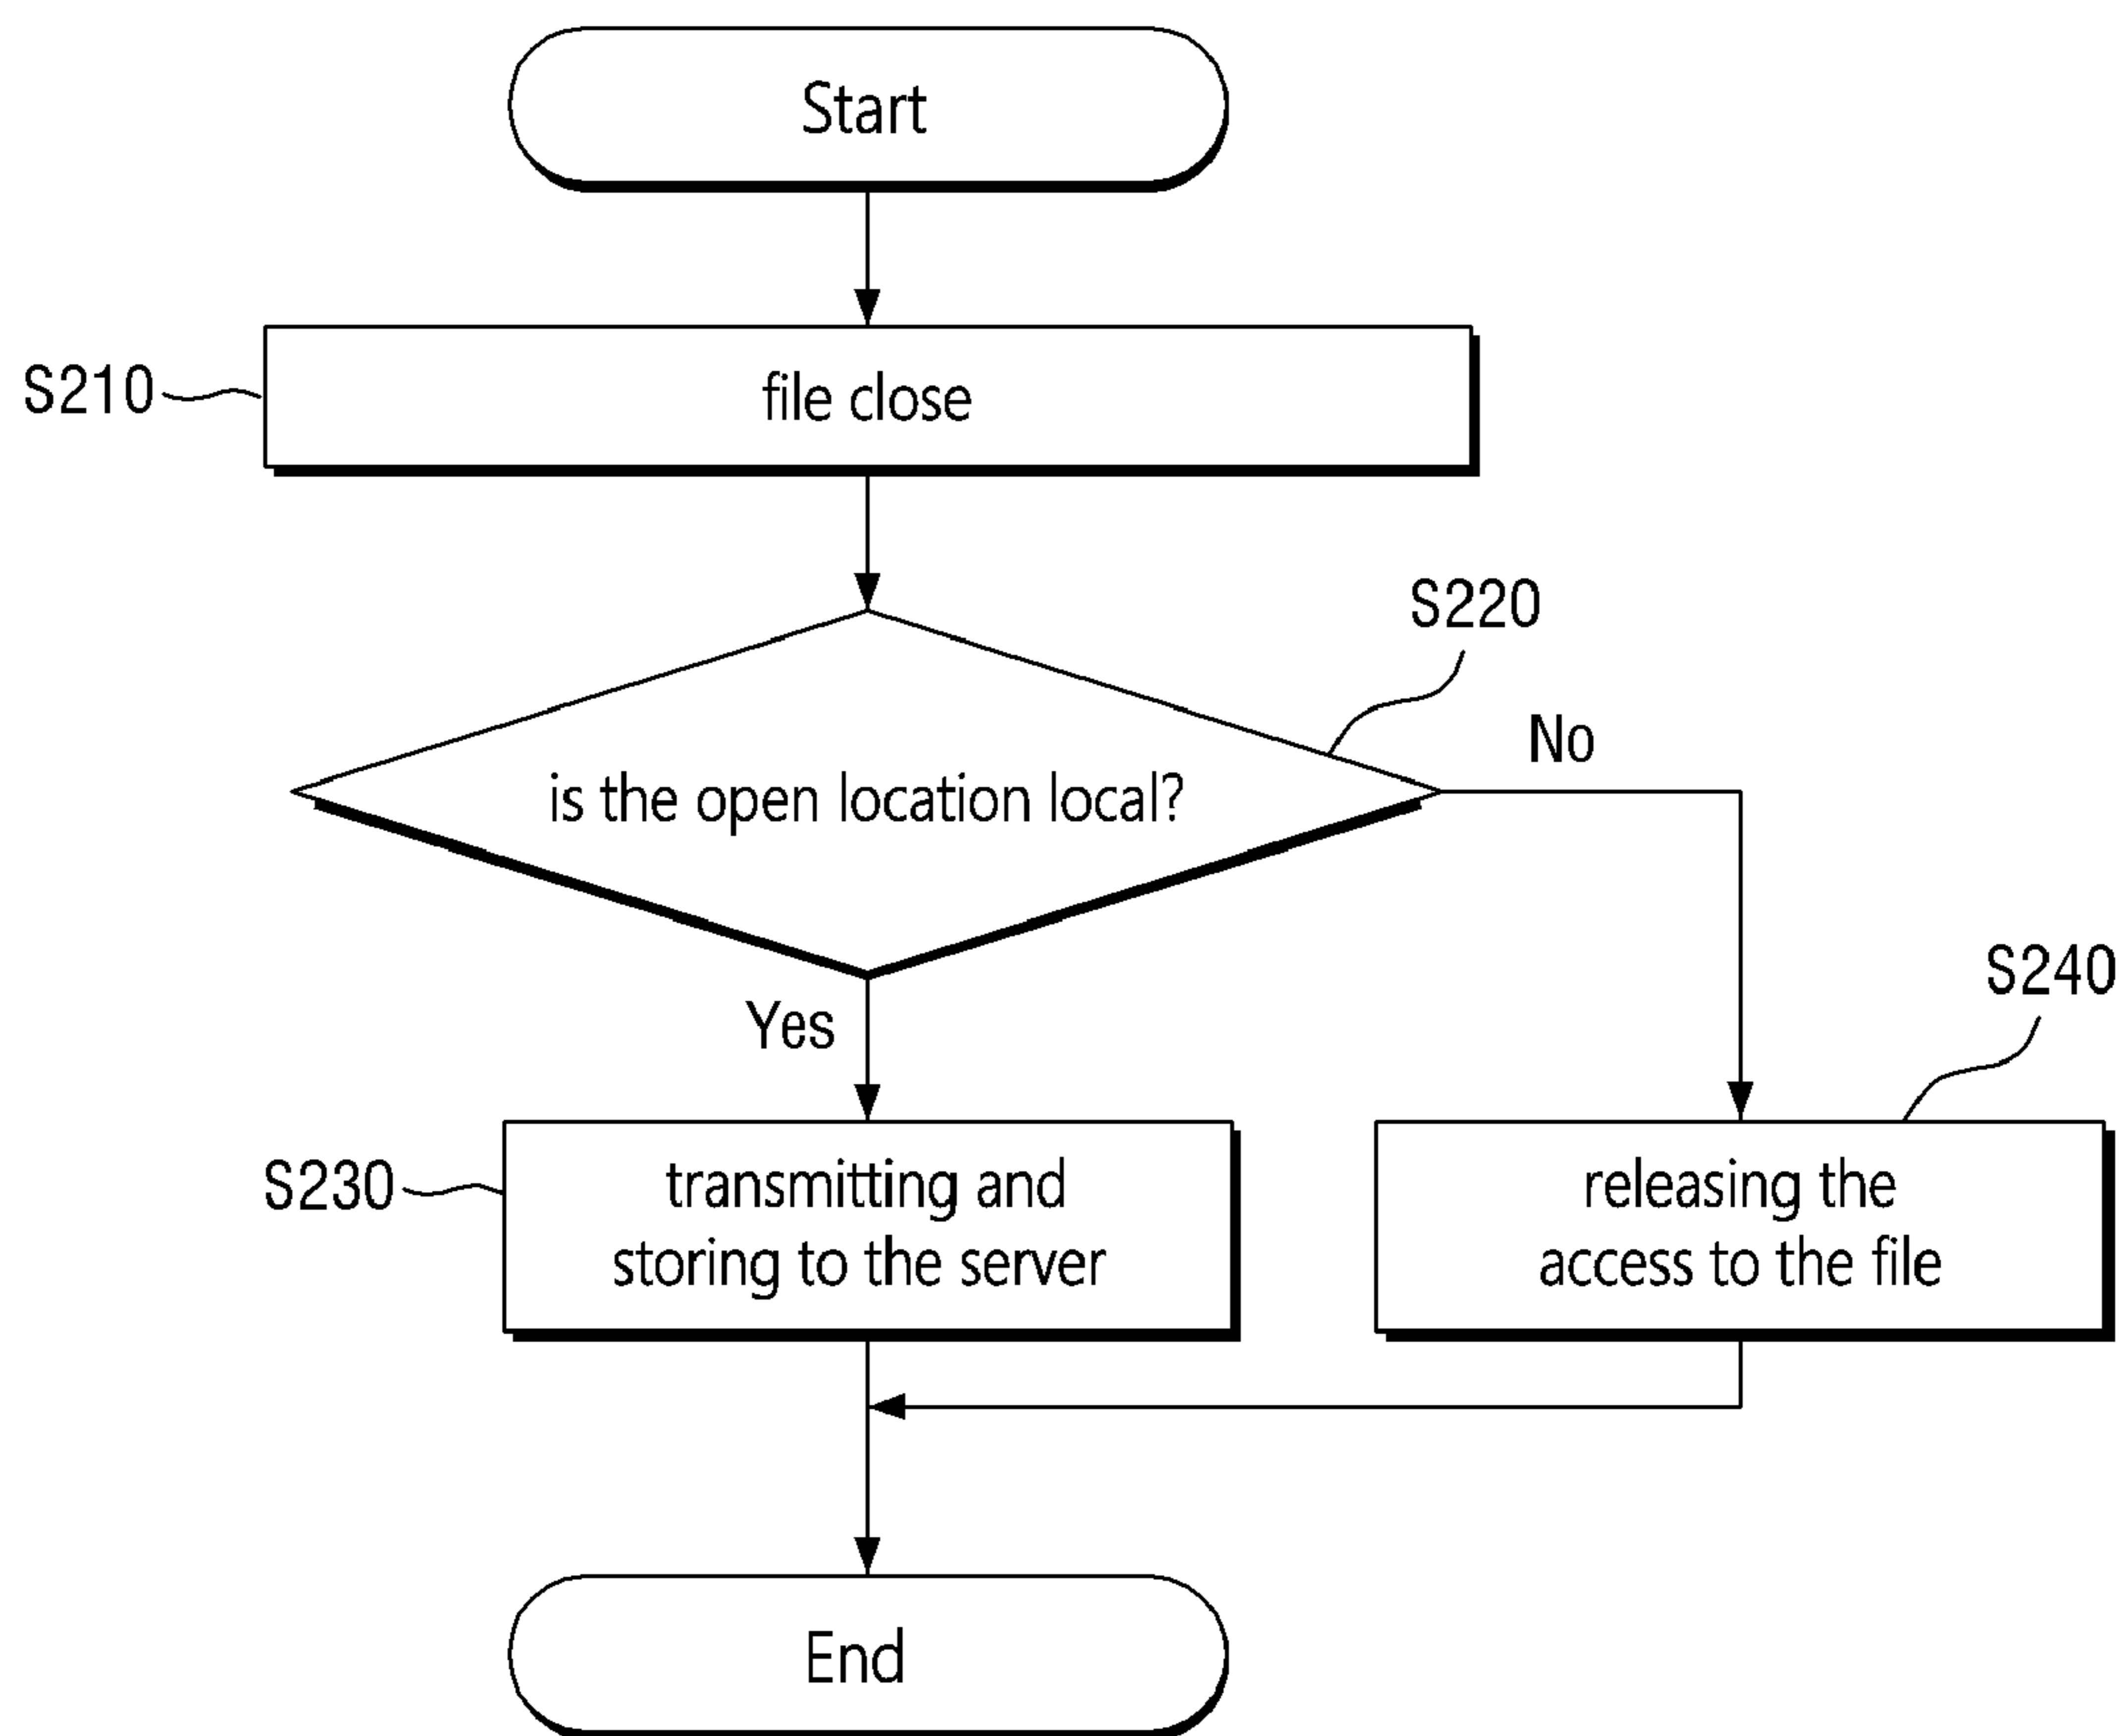 Start
S210
file close
S220
is the open location local?
No
Yes
S240
S230
transmitting and
storing to the server
releasing the
access to the file
End